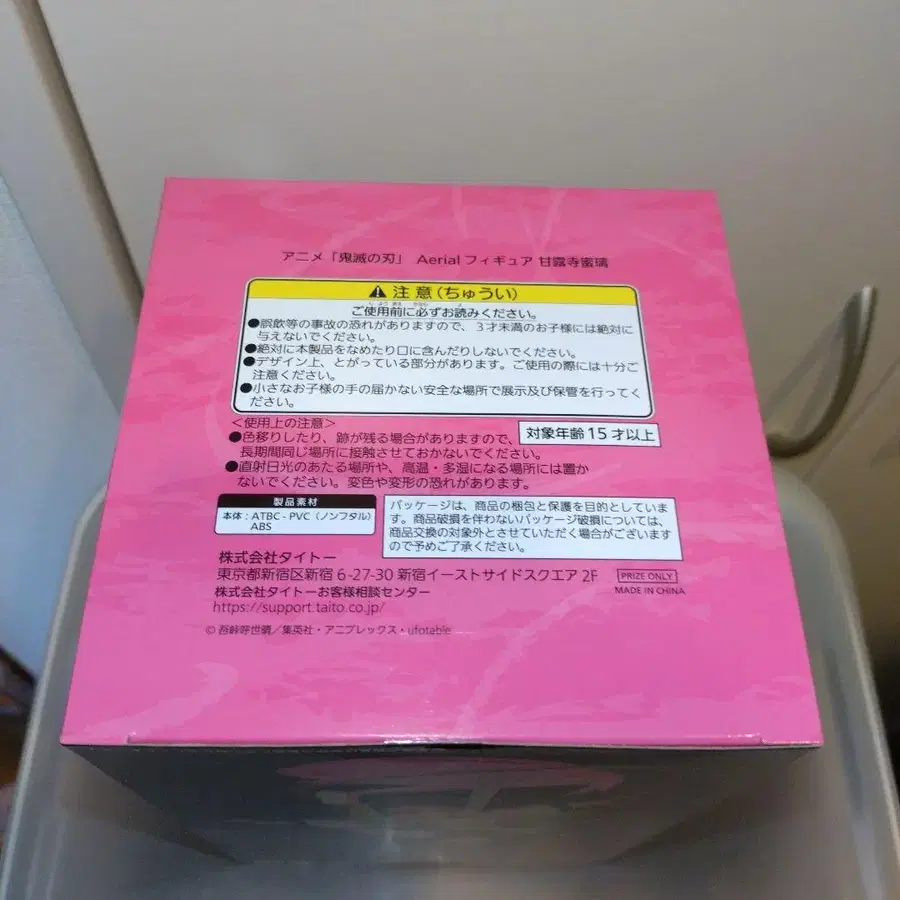 アニメ「鬼滅の刃」 Aerial フィギュア 甘露寺蜜璃
注意(ちゅうい)
ご使用前に必ずお読みください。
●誤飲等の事故の恐れがありますので、3才未満のお子様には絶対に
与えないでください。
●絶対に本製品をなめたり口に含んだりしないでください。
●デザイン上、とがっている部分があります。ご使用の際には十分ご
注意ください。
●小さなお子様の手の届かない安全な場所で展示及び保管を行ってく
ださい。
<使用上の注意>
●色移りしたり、跡が残る場合がありますので、
長期間同じ場所に接触させておかないでください。
対象年齢15才以上
●直射日光のあたる場所や、高温・多湿になる場所には置か
ないでください。変色や変形の恐れがあります。
製品素材
本体：ATBC-PVC（ノンフタル）
ABS
パッケージは、商品の梱包と保護を目的としていま
す。商品破損を伴わないパッケージ破損については、
商品交換の対象外とさせていただく場合がございます
ので予めご了承ください。
株式会社タイトー
東京都新宿区新宿 6-27-30 新宿イーストサイドスクエア 2F
株式会社タイトーお客様相談センター
https://support.taito.co.jp/
PRIZE ONLY
MADE IN CHINA
© 吾峠呼世晴／集英社・アニプレックス・ufotable